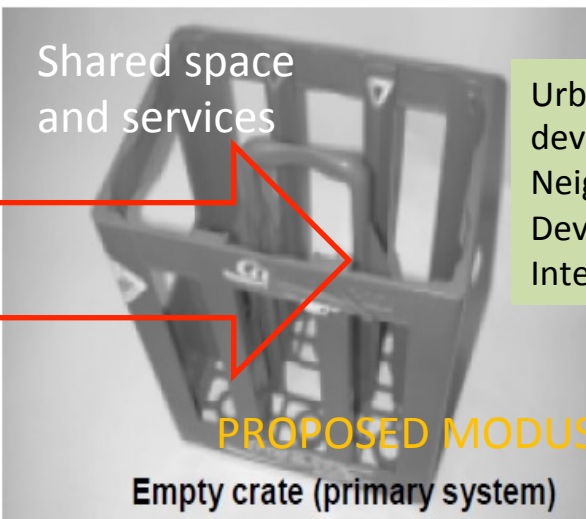 Shared space
and services
Urb
dev
Neig
Dev
Inte
PROPOSED MODUS
Empty crate (primary system)